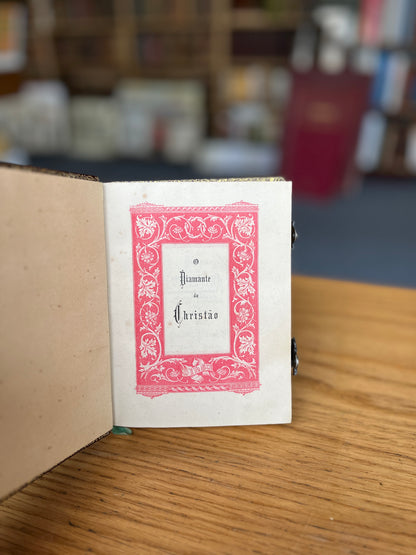 O
Diamante
do
Christão